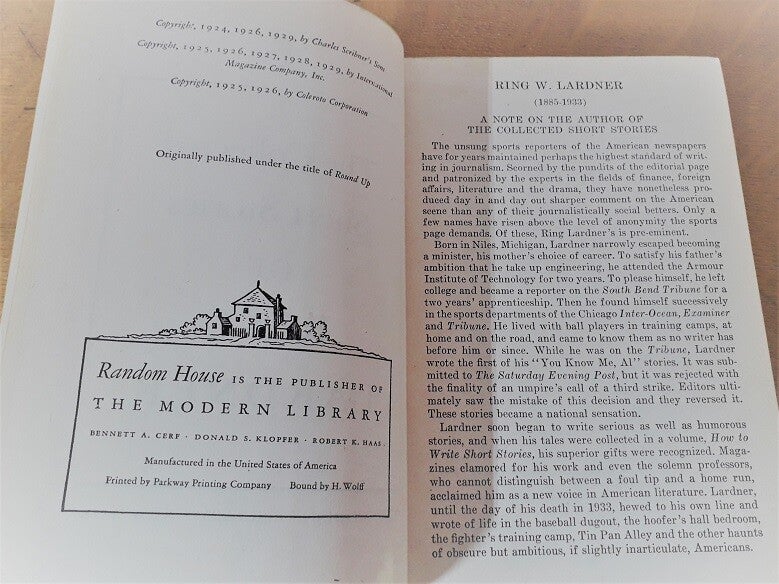 Copyright, 1924, 1926, 1929, by Charles Scribner's Sons
Copyright, 1925, 1926, 1927, 1928, 1929, by International
Magazine Company, Inc.
Copyright, 1925, 1926, by Coleroto Corporation
Originally published under the title of Round Up
Random House IS THE PUBLISHER OF
THE MODERN LIBRARY
BENNETT A. CERF · DONALD S. KLOPFER · ROBERT K. HAAS
Manufactured in the United States of America
Printed by Parkway Printing Company Bound by H. Wolff
RING W. LARDNER
(1885-1933)
A NOTE ON THE AUTHOR OF
THE COLLECTED SHORT STORIES
The unsung sports reporters of the American newspapers
have for years maintained perhaps the highest standard of writ-
ing in journalism. Scorned by the pundits of the editorial page
and patronized by the experts in the fields of finance, foreign
affairs, literature and the drama, they have nonetheless pro-
duced day in and day out sharper comment on the American
scene than any of their journalistically social betters. Only a
few names have risen above the level of anonymity the sports
page demands. Of these, Ring Lardner's is pre-eminent.
Born in Niles, Michigan, Lardner narrowly escaped becoming
a minister, his mother's choice of career. To satisfy his father's
ambition that he take up engineering, he attended the Armour
Institute of Technology for two years. To please himself, he left
college and became a reporter on the South Bend Tribune for a
two years' apprenticeship. Then he found himself successively
in the sports departments of the Chicago Inter-Ocean, Examiner
and Tribune. He lived with ball players in training camps, at
home and on the road, and came to know them as no writer has
before him or since. While he was on the Tribune, Lardner
wrote the first of his "You Know Me, Al" stories. It was sub-
mitted to The Saturday Evening Post, but it was rejected with
the finality of an umpire's call of a third strike. Editors ulti-
mately saw the mistake of this decision and they reversed it.
These stories became a national sensation.
Lardner soon began to write serious as well as humorous
stories, and when his tales were collected in a volume, How to
Write Short Stories, his superior gifts were recognized. Maga-
zines clamored for his work and even the solemn professors,
who cannot distinguish between a foul tip and a home run,
acclaimed him as a new voice in American literature. Lardner,
until the day of his death in 1933, hewed to his own line and
wrote of life in the baseball dugout, the hoofer's hall bedroom,
the fighter's training camp, Tin Pan Alley and the other haunts
of obscure but ambitious, if slightly inarticulate, Americans.